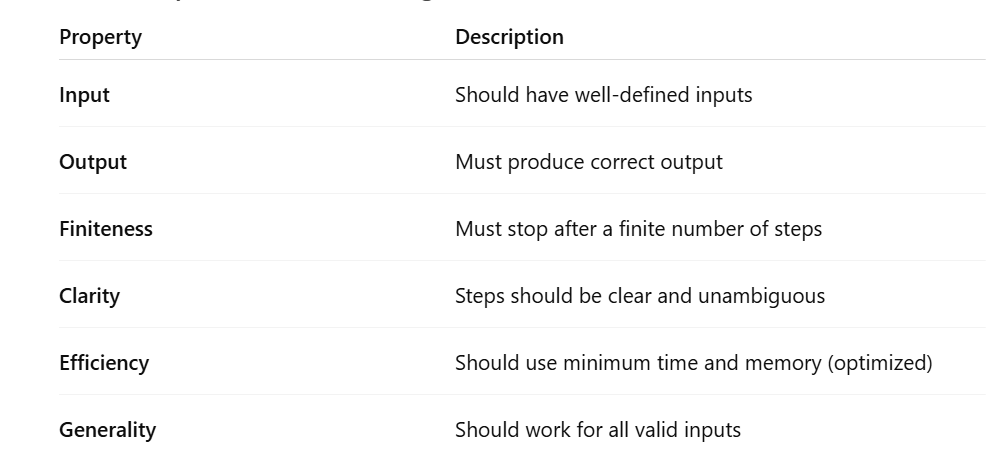 Property Description
Input Should have well-defined inputs
Output Must produce correct output
Finiteness Must stop after a finite number of steps
Clarity Steps should be clear and unambiguous
Efficiency Should use minimum time and memory (optimized)
Generality Should work for all valid inputs